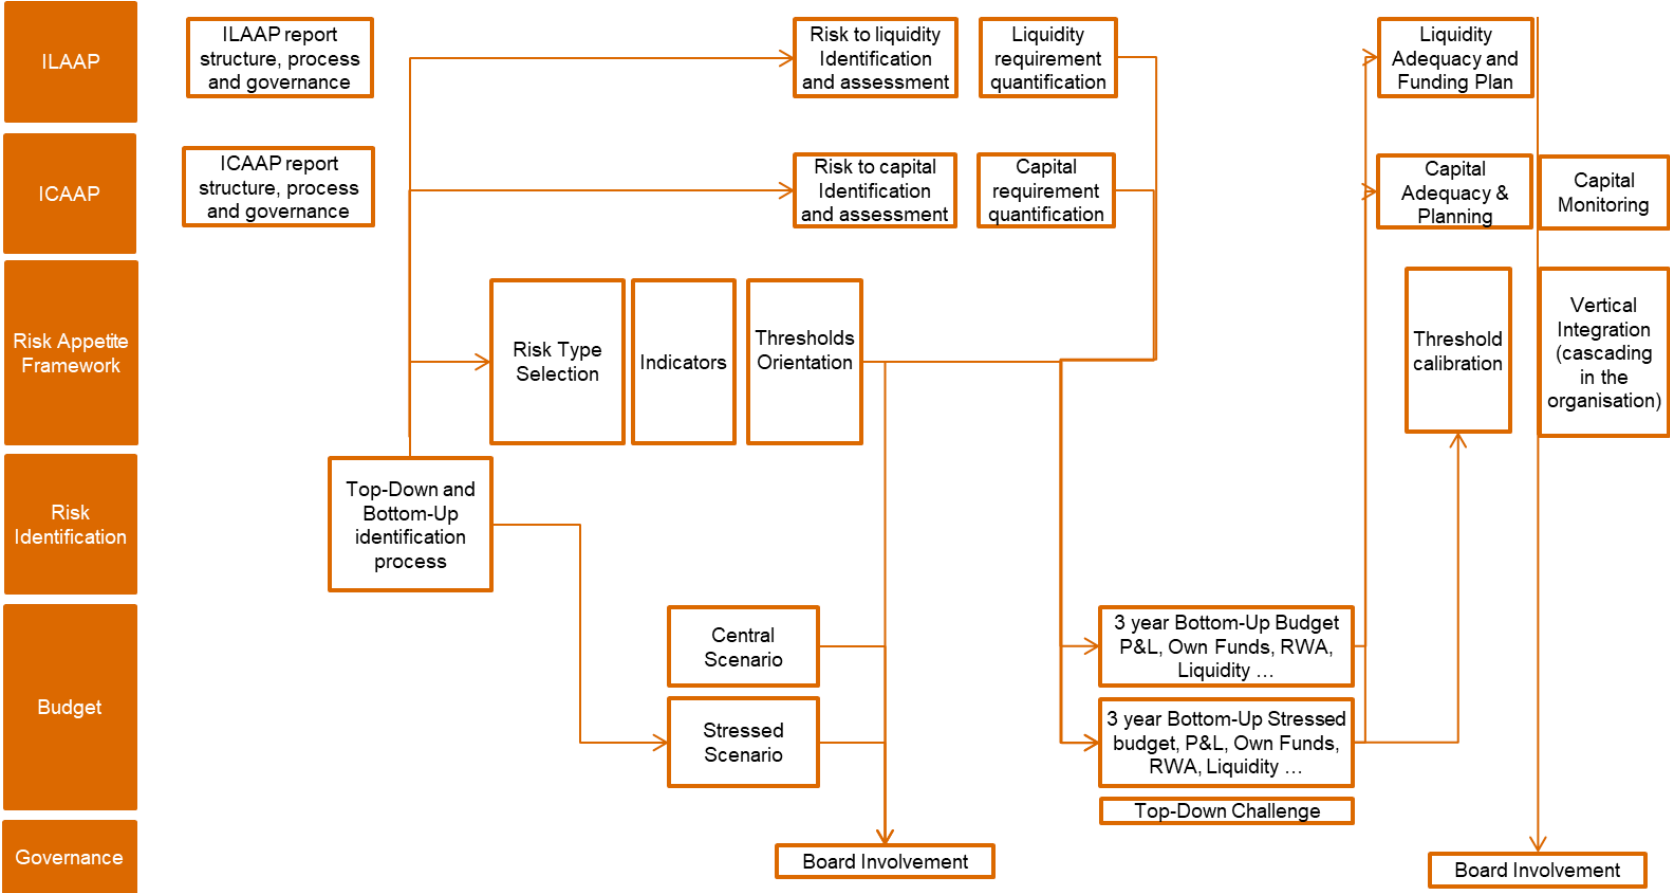 ILAAP
ILAAP report
structure, process
and governance
Risk to liquidity
Identification
and assessment
Liquidity
requirement
quantification
Liquidity
Adequacy and
Funding Plan
ICAAP
ICAAP report
structure, process
and governance
Risk to capital
Identification
and assessment
Capital
requirement
quantification
Capital
Adequacy &
Planning
Capital
Monitoring
Risk Appetite
Framework
Risk Type
Selection
Indicators
Thresholds
Orientation
Threshold
calibration
Vertical
Integration
(cascading
in the
organisation)
Risk
Identification
Top-Down and
Bottom-Up
identification
process
Budget
Central
Scenario
Stressed
Scenario
3 year Bottom-Up Budget
P&L, Own Funds, RWA,
Liquidity ...
3 year Bottom-Up Stressed
budget, P&L, Own Funds,
RWA, Liquidity ...
Top-Down Challenge
Governance
Board Involvement
Board Involvement